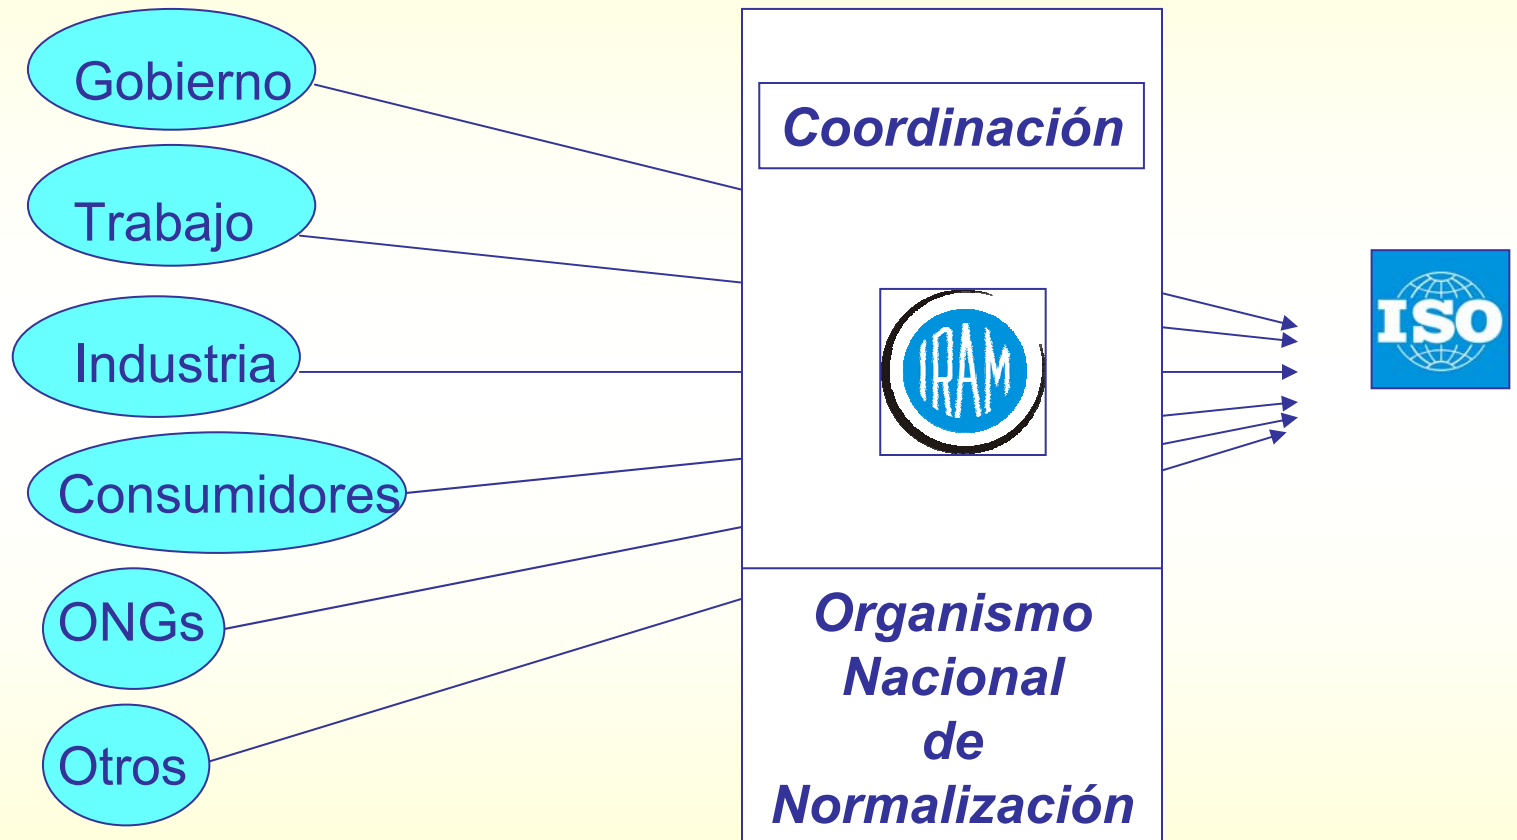 Gobierno
Trabajo
Industria
Consumidores
ONGs
Otros
Coordinación
IRAM
Organismo
Nacional
de
Normalización
ISO